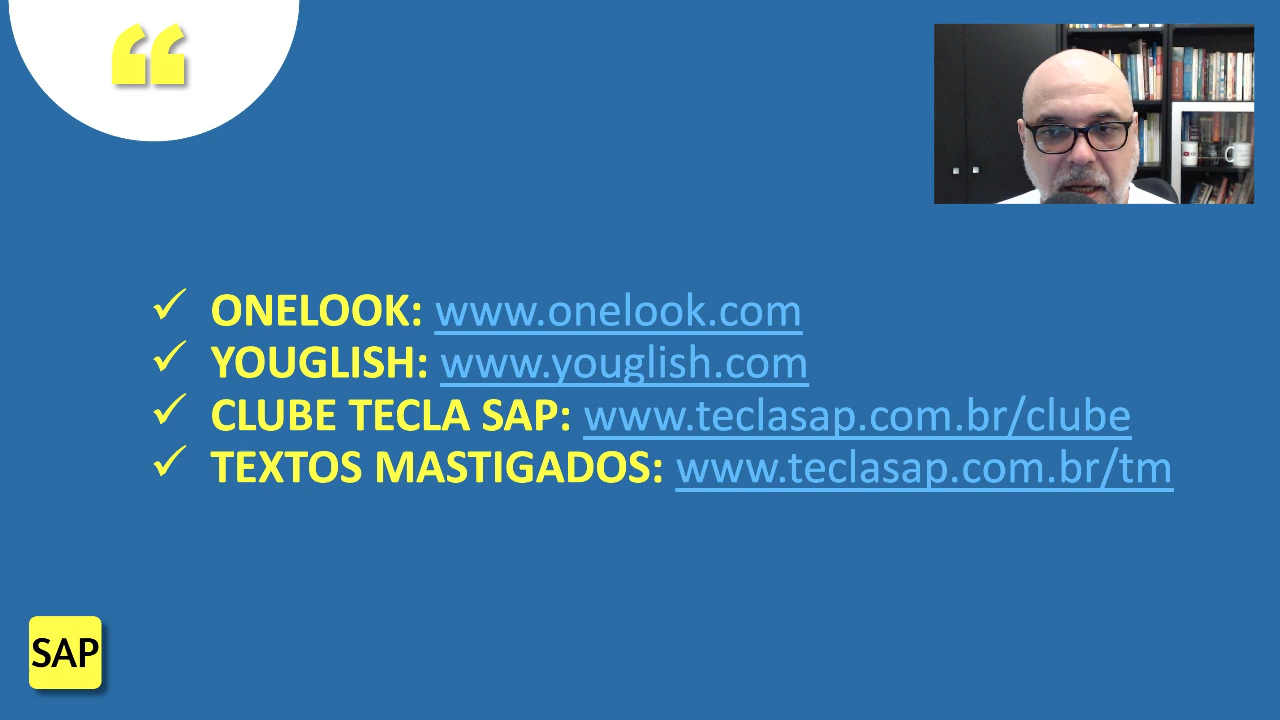 ONELOOK: www.onelook.com
YOUGLISH: www.youglish.com
CLUBE TECLA SAP: www.teclasap.com.br/clube
TEXTOS MASTIGADOS: www.teclasap.com.br/tm
SAP